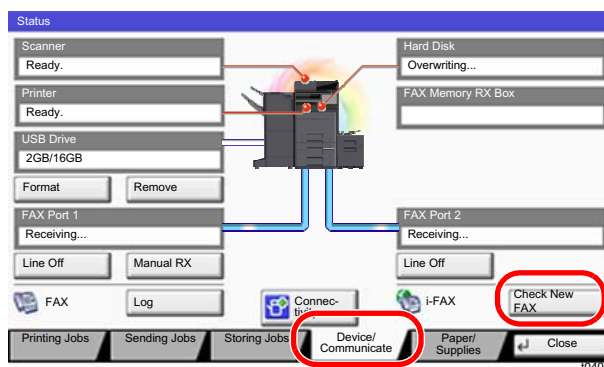 Status
Scanner
Ready.
Hard Disk
Overwriting...
Printer
Ready.
FAX Memory RX Box
USB Drive
2GB/16GB
Format
Remove
FAX Port 1
Receiving...
FAX Port 2
Receiving...
Line Off
Manual RX
Line Off
FAX
Log
Connec-
tivity
i-FAX
Check New
FAX
Printing Jobs
Sending Jobs
Storing Jobs
Device/
Communicate
Paper/
Supplies
Close